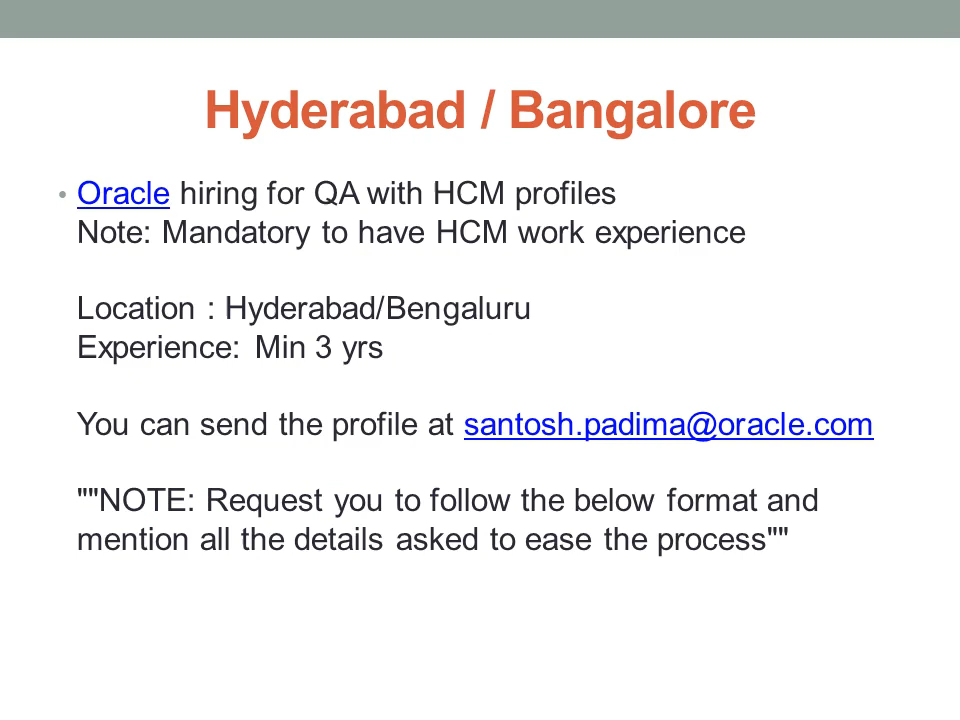 Hyderabad / Bangalore
• Oracle hiring for QA with HCM profiles
Note: Mandatory to have HCM work experience
Location : Hyderabad/Bengaluru
Experience: Min 3 yrs
You can send the profile at santosh.padima@oracle.com
""NOTE: Request you to follow the below format and
mention all the details asked to ease the process""